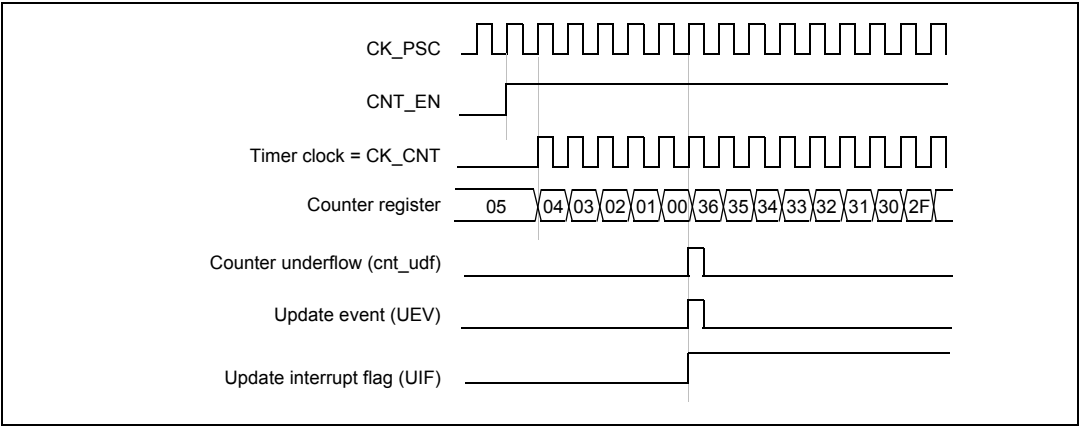 CK_PSC
CNT_EN
Timer clock = CK_CNT
Counter register 05 04 03 02 01 00 36 35 34 33 32 31 30 2F
Counter underflow (cnt_udf)
Update event (UEV)
Update interrupt flag (UIF)